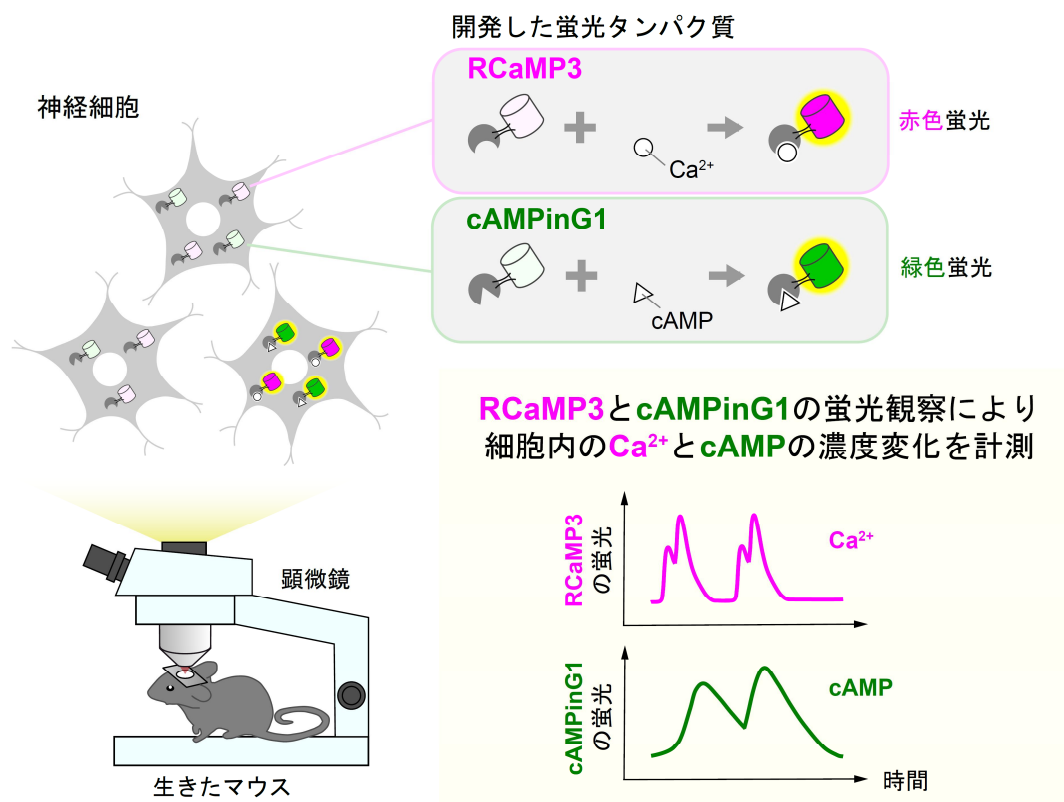 開発した蛍光タンパク質
神経細胞
RCaMP3
Ca²⁺
赤色蛍光
cAMPinG1
cAMP
緑色蛍光
RCaMP3とcAMPinG1の蛍光観察により
細胞内のCa²⁺とcAMPの濃度変化を計測
顕微鏡
生きたマウス
RCaMP3
の蛍光
Ca²⁺
cAMPinG1
の蛍光
cAMP
時間